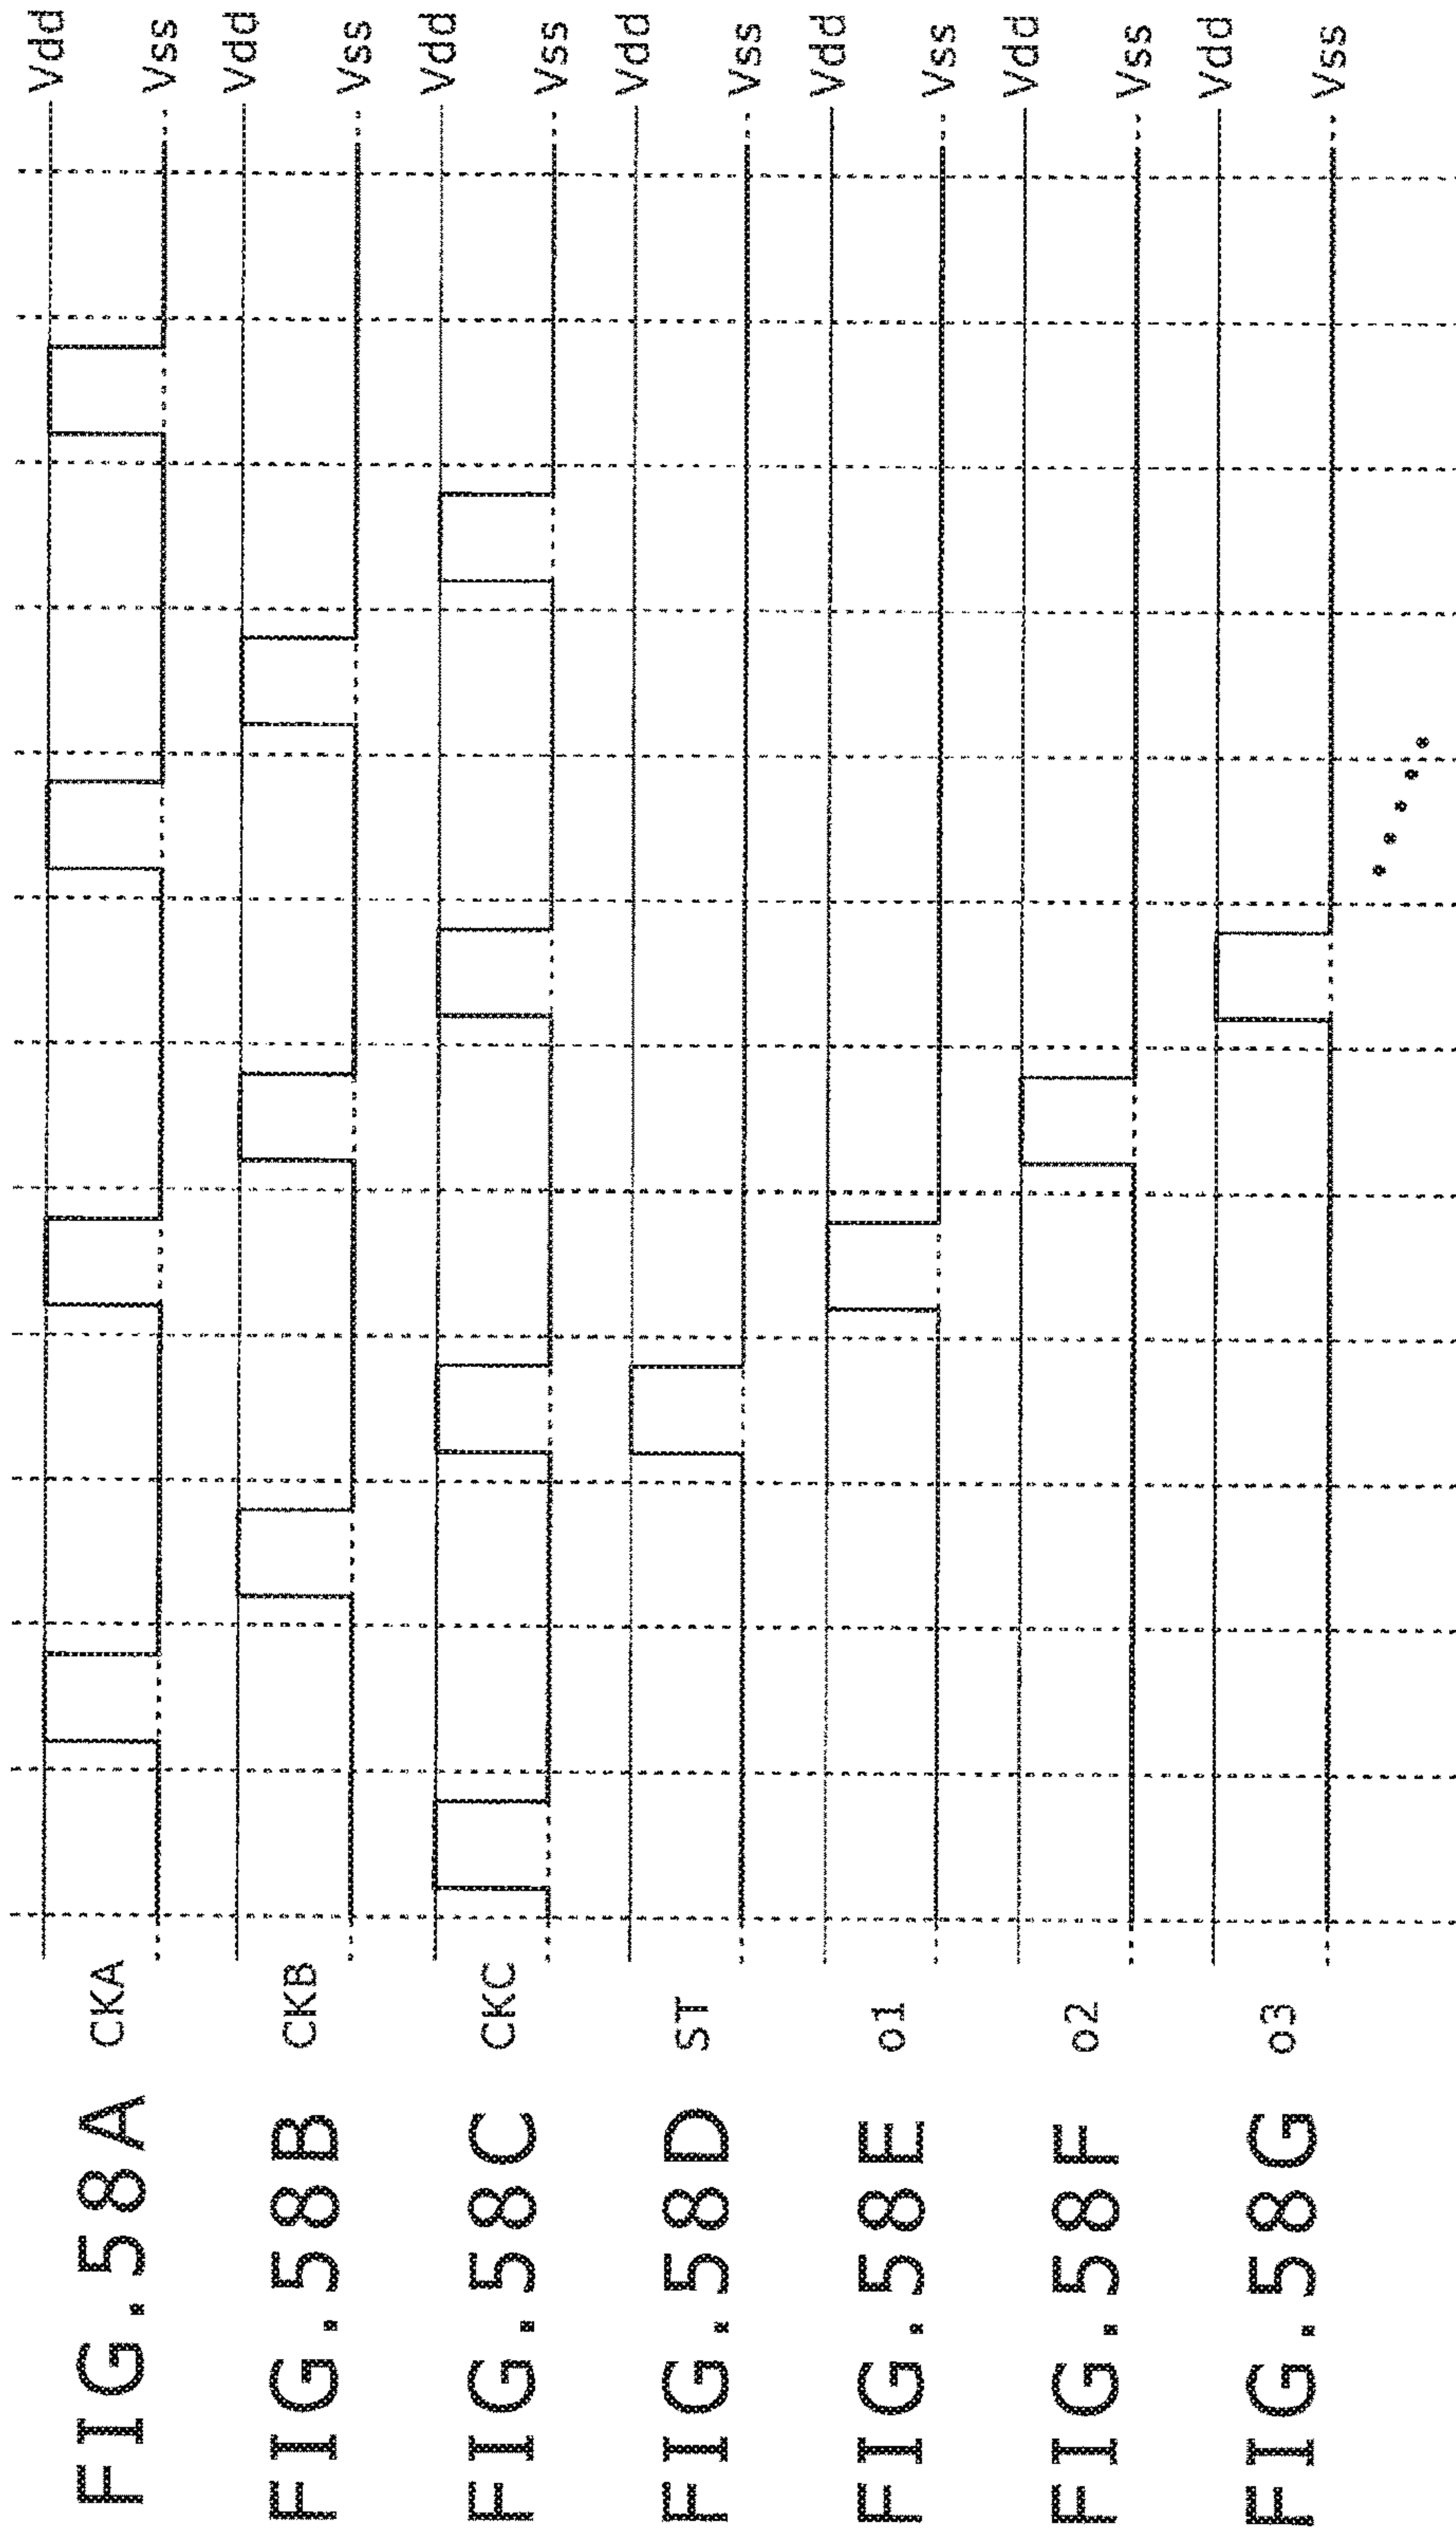 FIG.58A CKA Vdd
Vss
FIG.58B CKB Vdd
Vss
FIG.58C CKC Vdd
Vss
FIG.58D ST Vdd
Vss
FIG.58E o1 Vdd
Vss
FIG.58F o2 Vdd
Vss
FIG.58G o3 Vdd
Vss